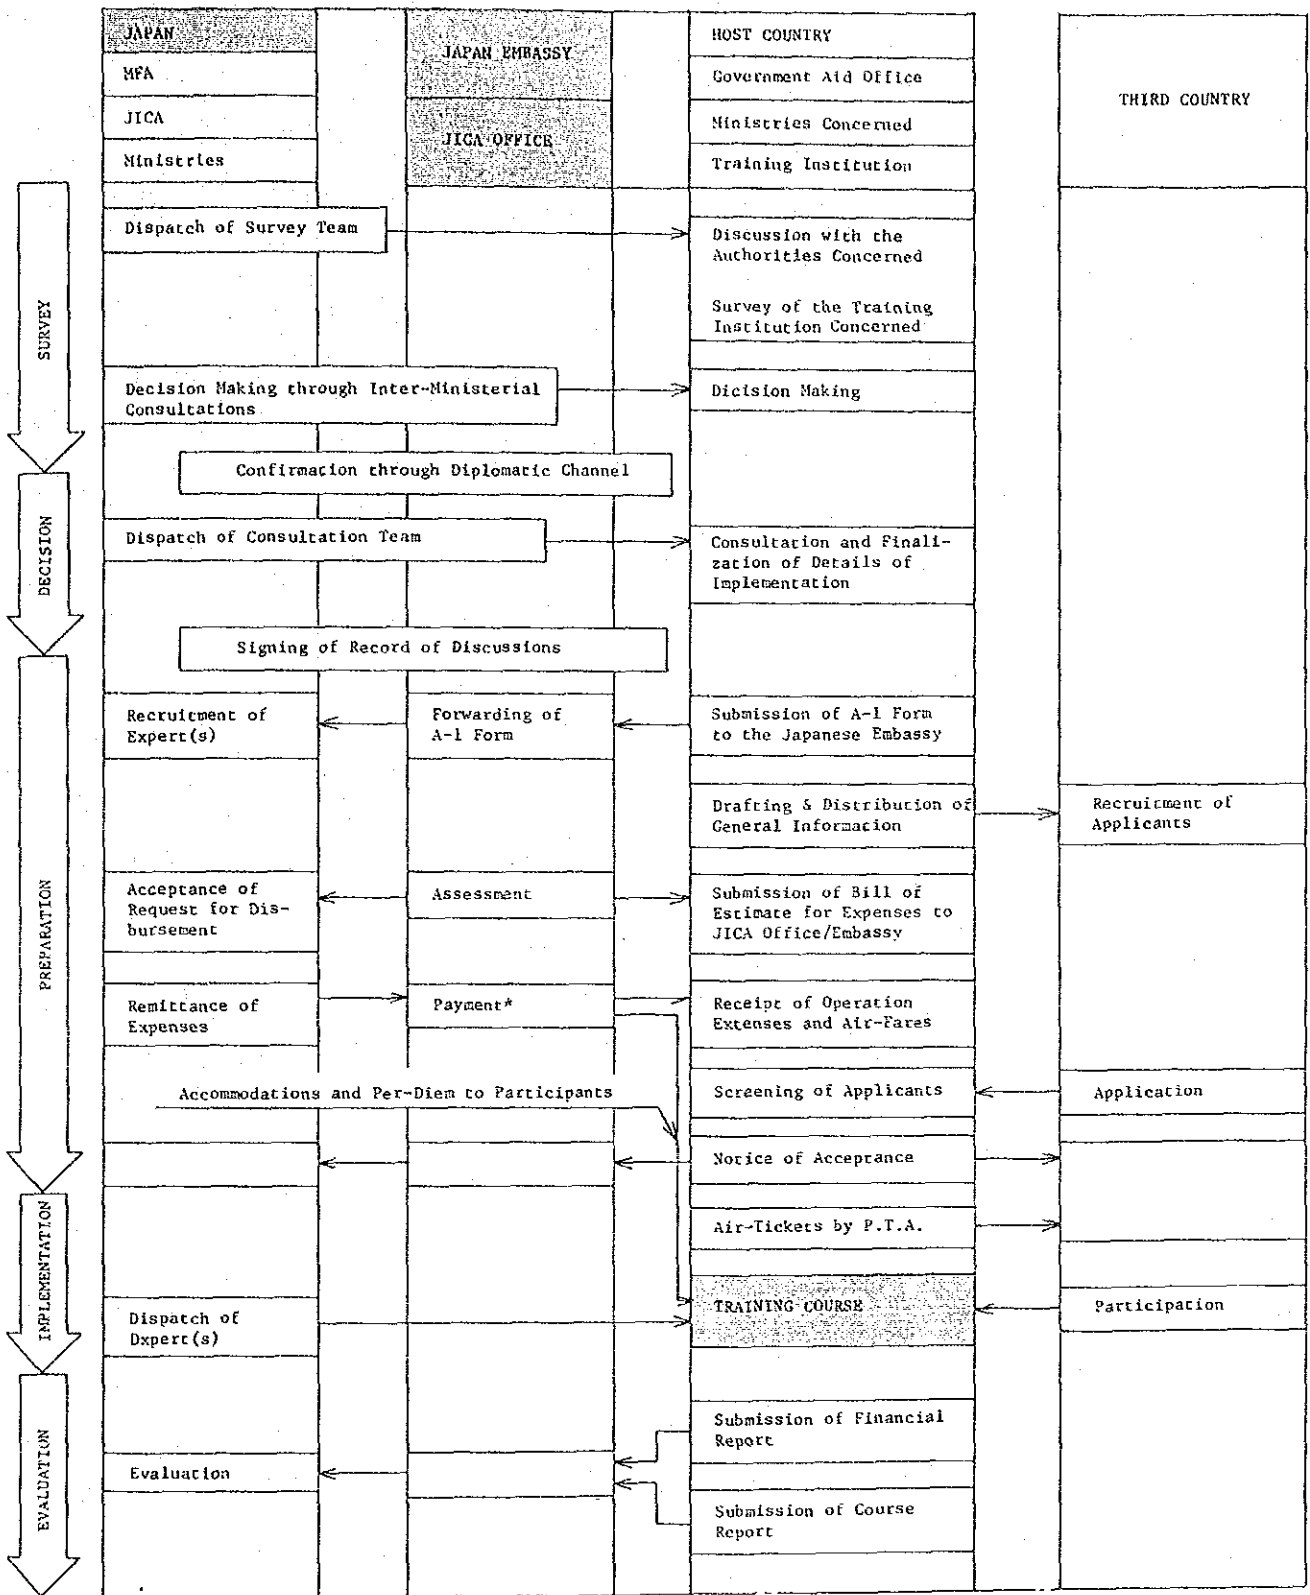 JAPAN
MFA
JICA
Ministries
JAPAN EMBASSY
JICA OFFICE
HOST COUNTRY
Government Aid Office
Ministries Concerned
Training Institution
THIRD COUNTRY
SURVEY
Dispatch of Survey Team
Discussion with the
Authorities Concerned
Survey of the Training
Institution Concerned
Decision Making through Inter-Ministerial
Consultations
Dicision Making
Confirmation through Diplomatic Channel
DECISION
Dispatch of Consultation Team
Consultation and Finali-
zation of Details of
Implementation
Signing of Record of Discussions
PREPARATION
Recruitment of
Expert(s)
Forwarding of
A-1 Form
Submission of A-1 Form
to the Japanese Embassy
Drafting & Distribution of
General Information
Recruitment of
Applicants
Acceptance of
Request for Dis-
bursement
Assessment
Submission of Bill of
Estimate for Expenses to
JICA Office/Embassy
Remittance of
Expenses
Payment*
Receipt of Operation
Extenses and Air-Fares
Accommodations and Per-Diem to Participants
Screening of Applicants
Application
Notice of Acceptance
IMPLEMENTATION
Air-Tickets by P.T.A.
TRAINING COURSE
Participation
Dispatch of
Dxpert(s)
EVALUATION
Submission of Financial
Report
Evaluation
Submission of Course
Report